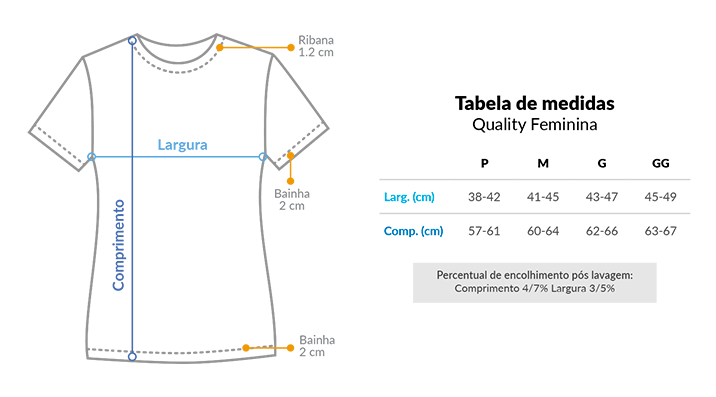 Ribana
1.2 cm
Largura
Bainha
2 cm
Comprimento
Bainha
2 cm
Tabela de medidas
Quality Feminina
P M G GG
Larg. (cm) 38-42 41-45 43-47 45-49
Comp. (cm) 57-61 60-64 62-66 63-67
Percentual de encolhimento pós lavagem:
Comprimento 4/7% Largura 3/5%